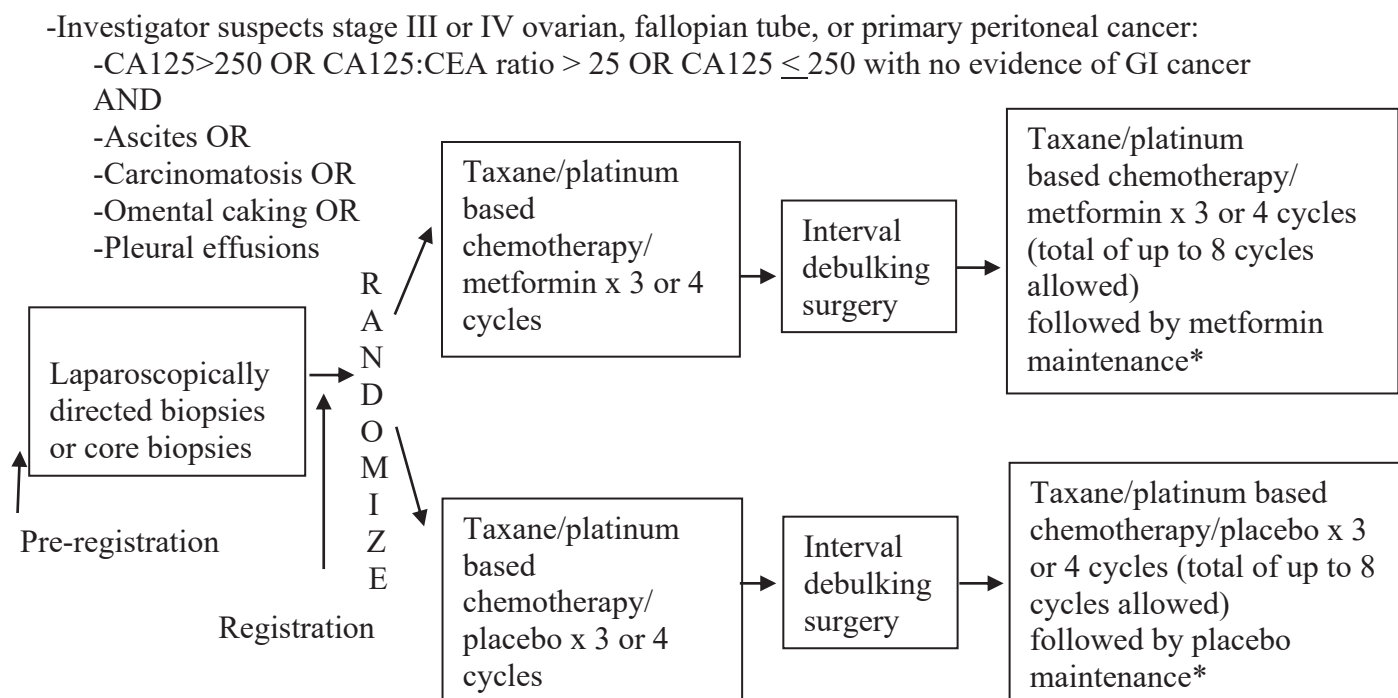 -Investigator suspects stage III or IV ovarian, fallopian tube, or primary peritoneal cancer:
-CA125>250 OR CA125:CEA ratio > 25 OR CA125 < 250 with no evidence of GI cancer
AND
-Ascites OR
-Carcinomatosis OR
-Omental caking OR
-Pleural effusions
Laparoscopically
directed biopsies
or core biopsies
Pre-registration
Registration
R
A
N
D
O
M
I
Z
E
Taxane/platinum
based
chemotherapy/
metformin x 3 or 4
cycles
Interval
debulking
surgery
Taxane/platinum
based chemotherapy/
metformin x 3 or 4 cycles
(total of up to 8 cycles
allowed)
followed by metformin
maintenance*
Taxane/platinum
based
chemotherapy/
placebo x 3 or 4
cycles
Interval
debulking
surgery
Taxane/platinum based
chemotherapy/placebo x 3
or 4 cycles (total of up to 8
cycles allowed)
followed by placebo
maintenance*